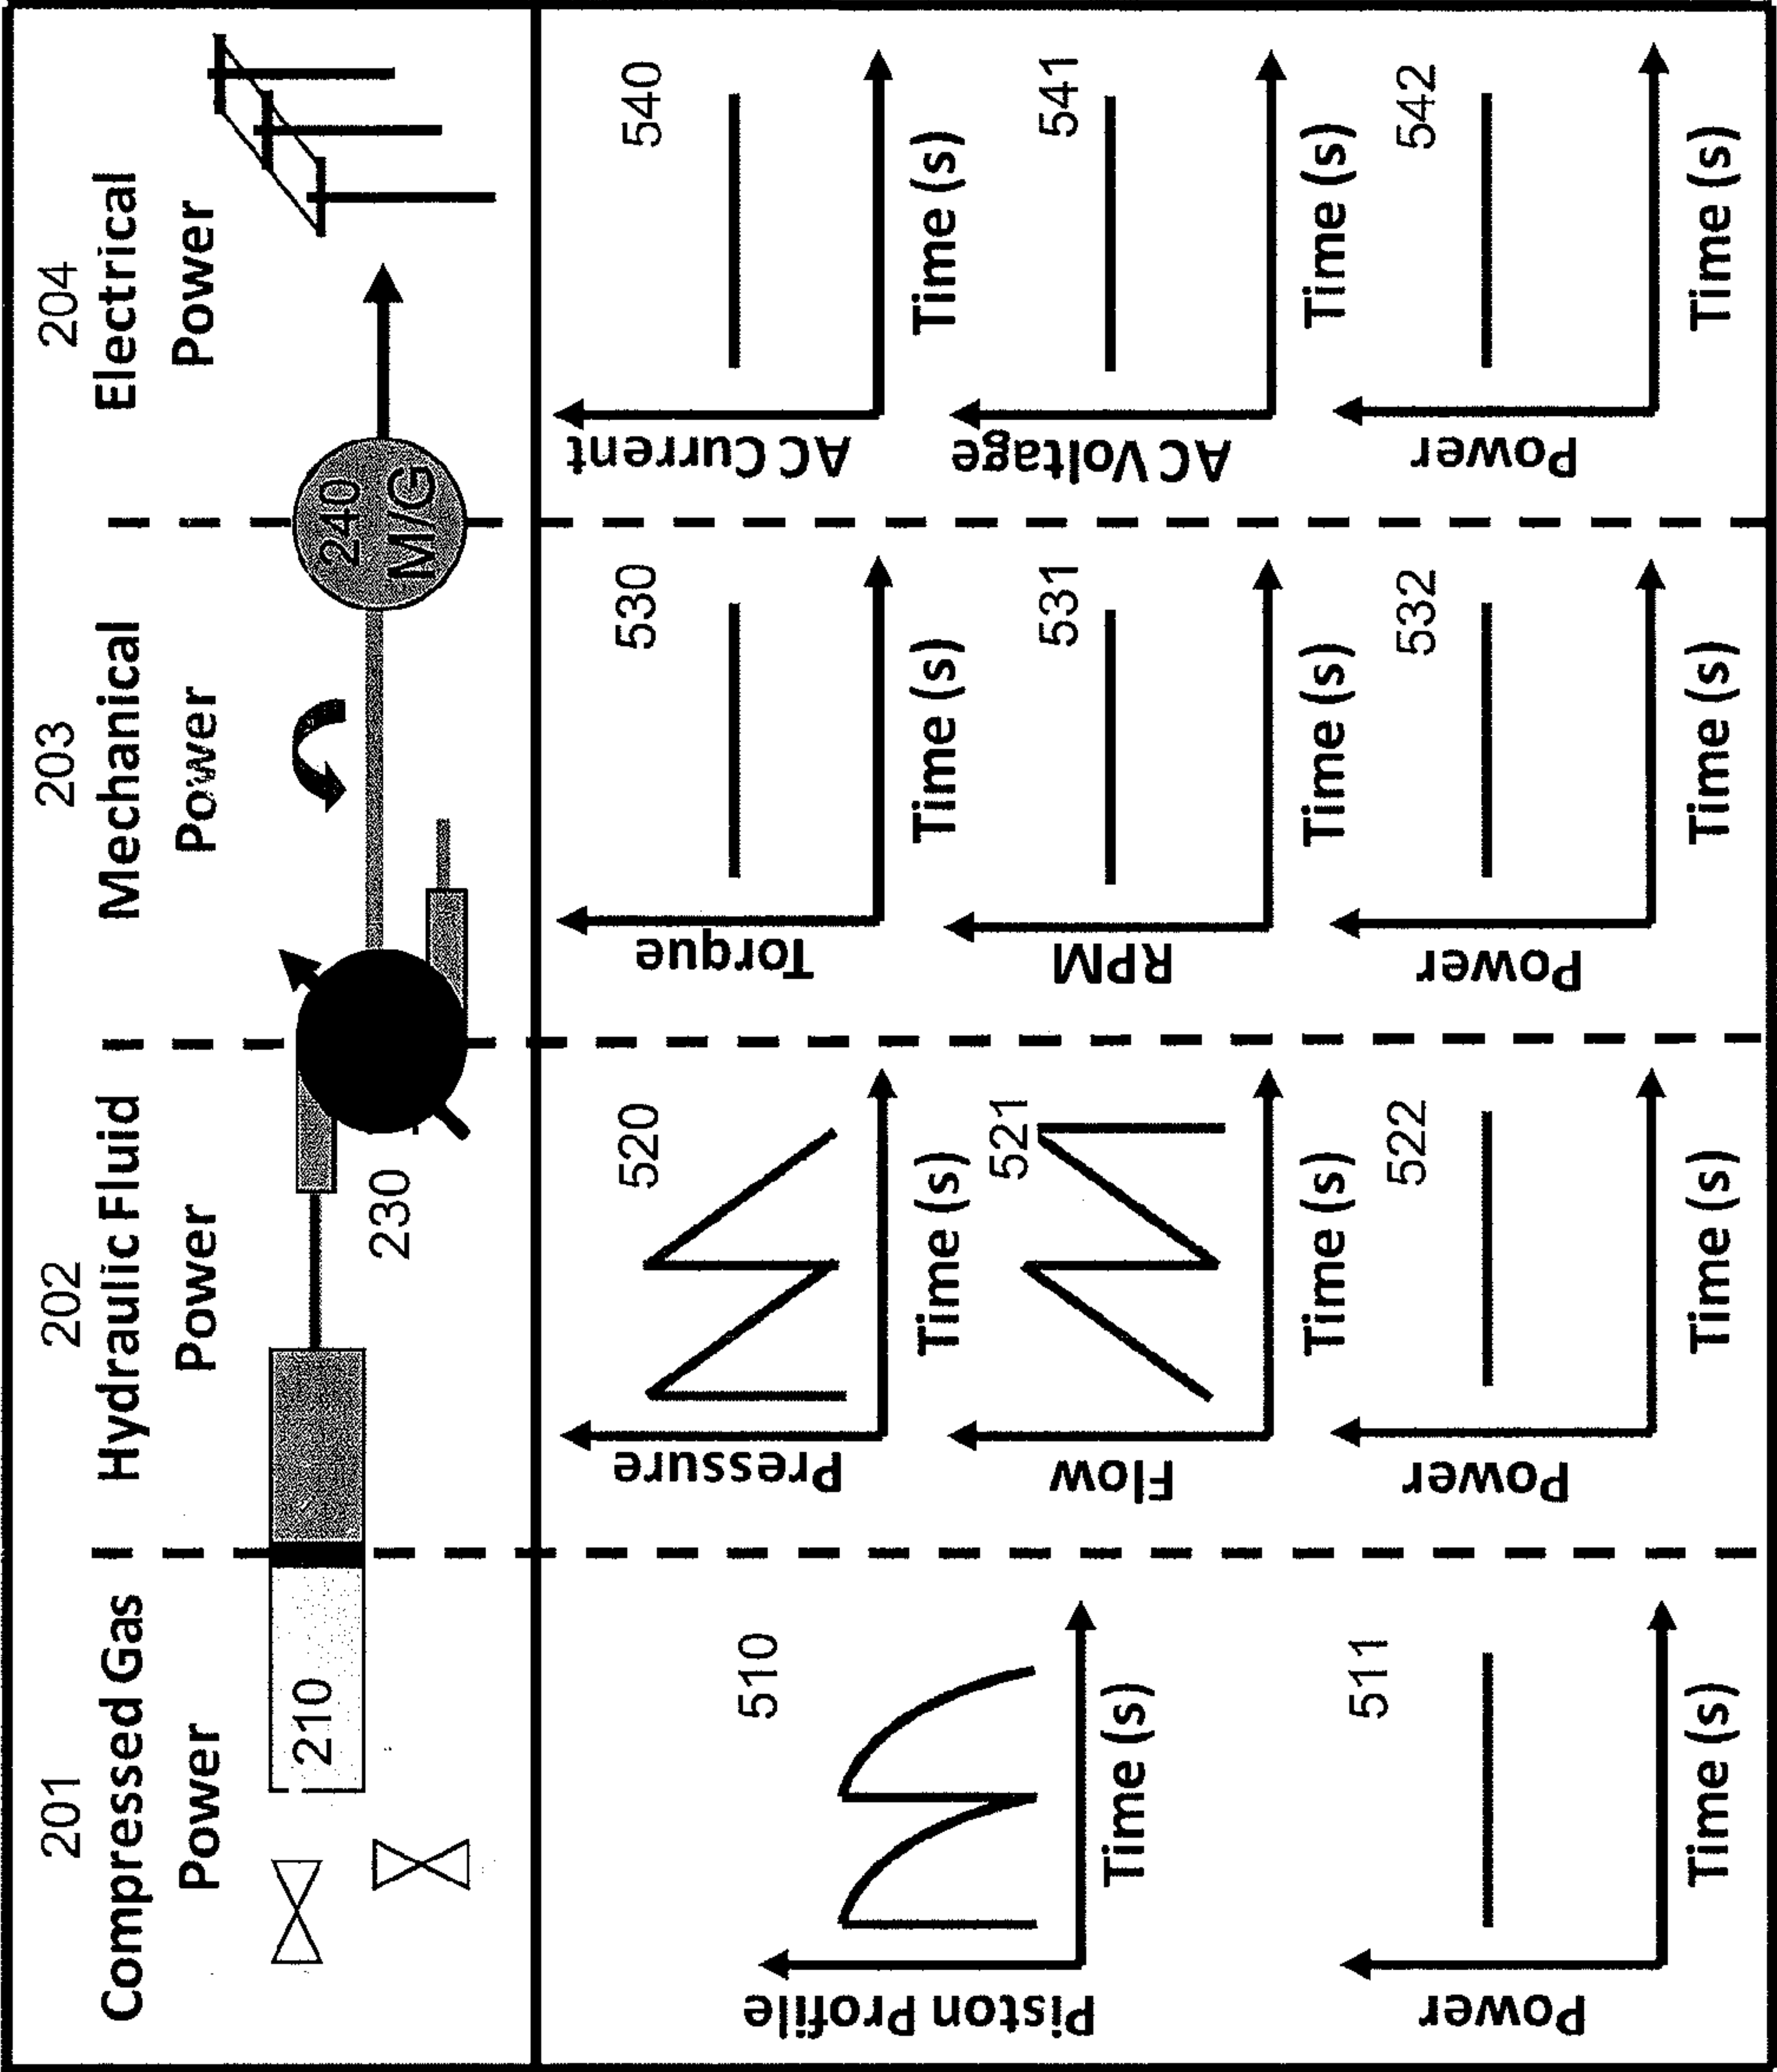 201
Compressed Gas
Power
202
Hydraulic Fluid
Power
203
Mechanical
Power
204
Electrical
Power
210
230
240
M/G
Piston Profile
510
Time (s)
Power
511
Time (s)
Pressure
520
Time (s)
Flow
521
Time (s)
Power
522
Time (s)
Torque
530
Time (s)
RPM
531
Time (s)
Power
532
Time (s)
AC Current
540
Time (s)
AC Voltage
541
Time (s)
Power
542
Time (s)